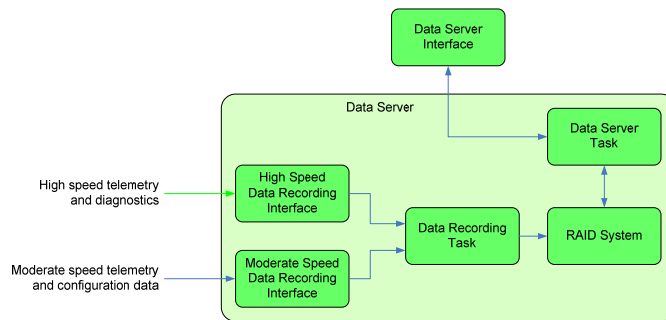 Data Server
Interface
Data Server
Data Server
Task
High speed telemetry
and diagnostics
High Speed
Data Recording
Interface
Data Recording
Task
RAID System
Moderate speed telemetry
and configuration data
Moderate Speed
Data Recording
Interface